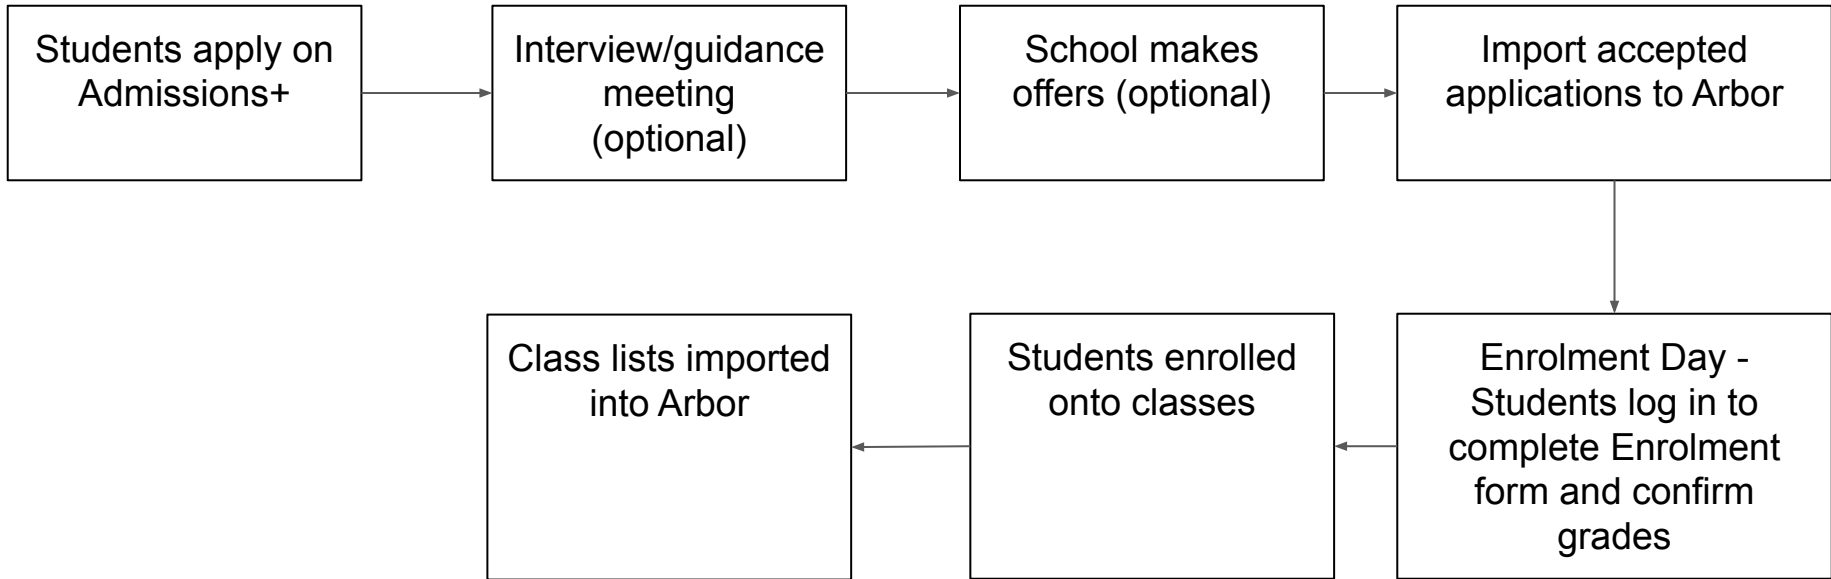 Students apply on
Admissions+
Interview/guidance
meeting
(optional)
School makes
offers (optional)
Import accepted
applications to Arbor
Enrolment Day -
Students log in to
complete Enrolment
form and confirm
grades
Students enrolled
onto classes
Class lists imported
into Arbor